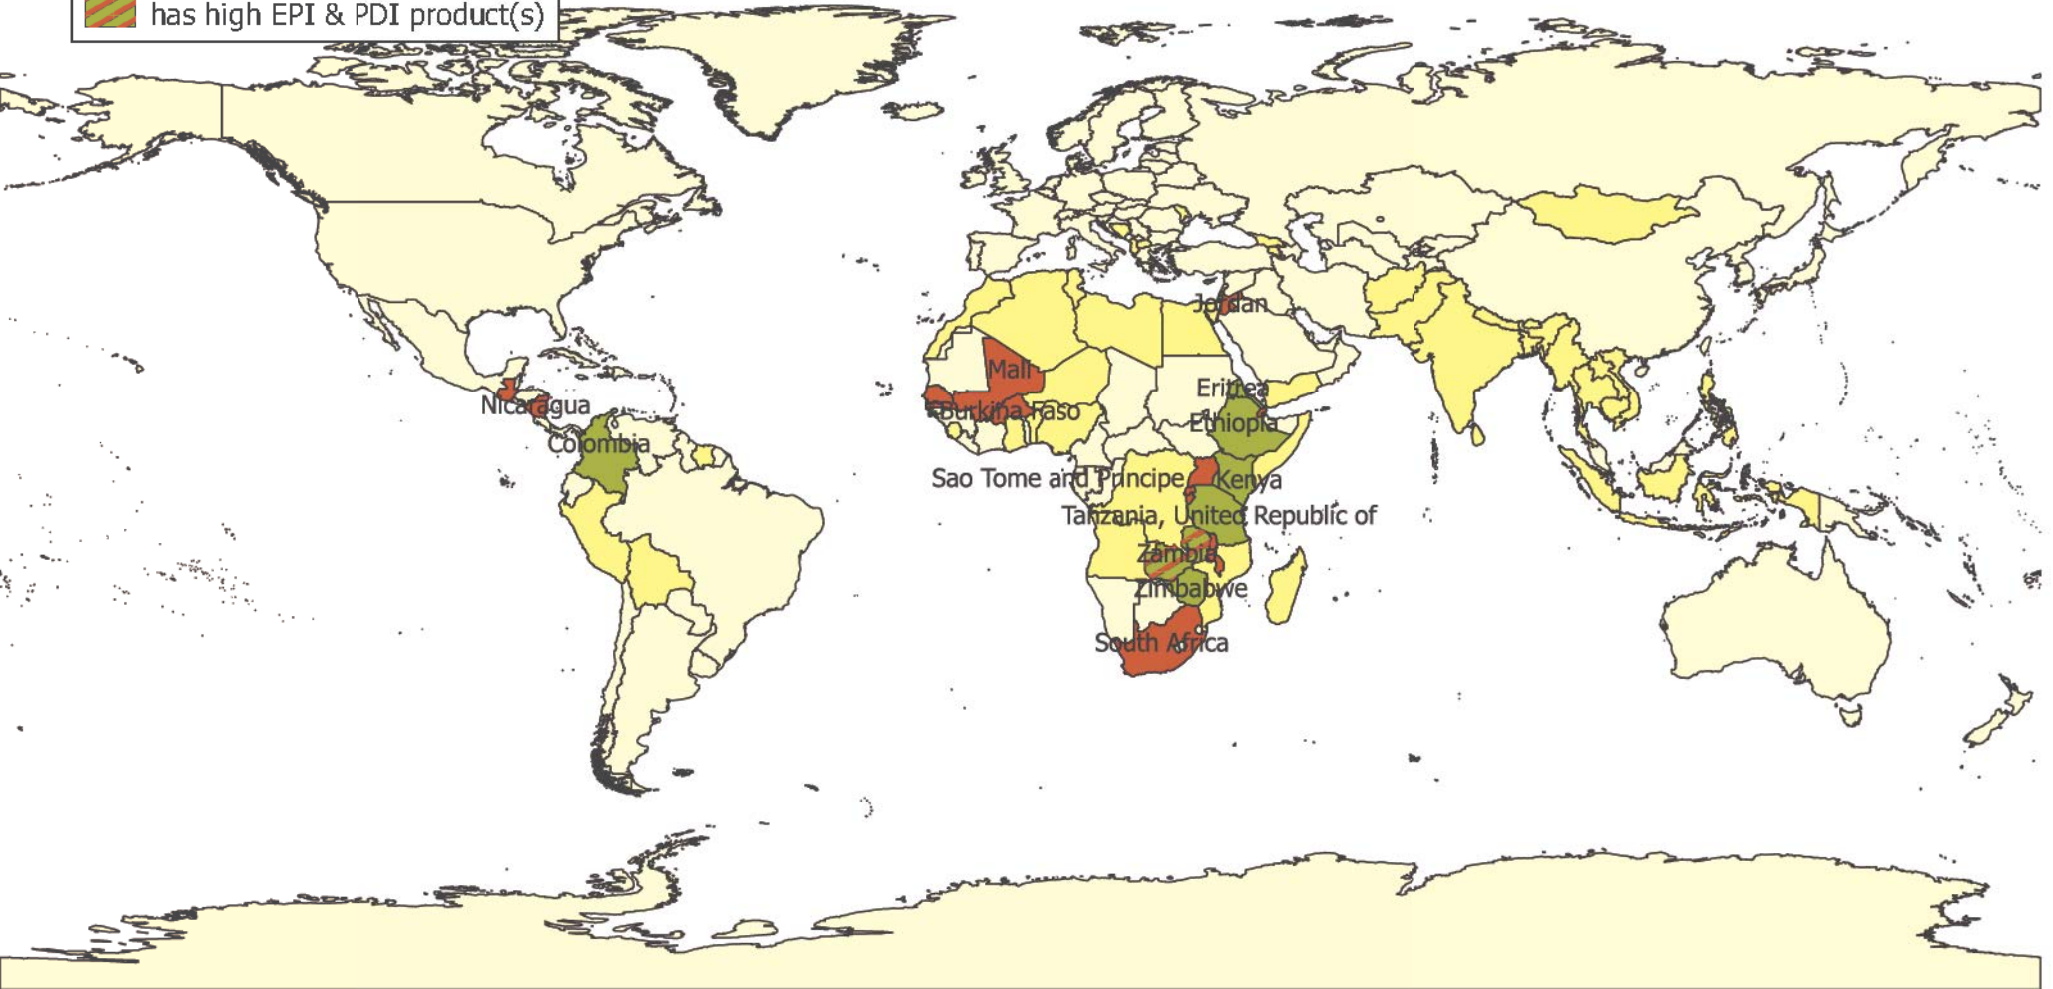 has high EPI & PDI product(s)
Jordan
Mali
Eritrea
Nicaragua
Burkina Faso
Ethiopia
Colombia
Sao Tome and Principe
Kenya
Tanzania, United Republic of
Zambia
Zimbabwe
South Africa